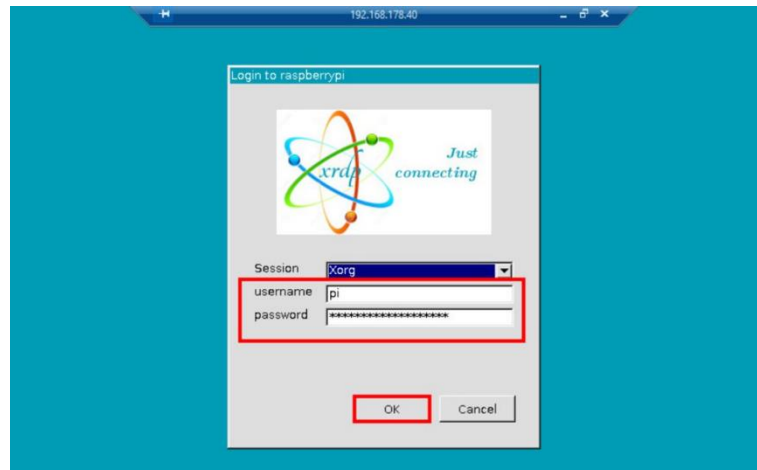 192.168.178.40
Login to raspberrypi
Just
xrdp connecting
Session Xorg
username pi
password ********************
OK Cancel